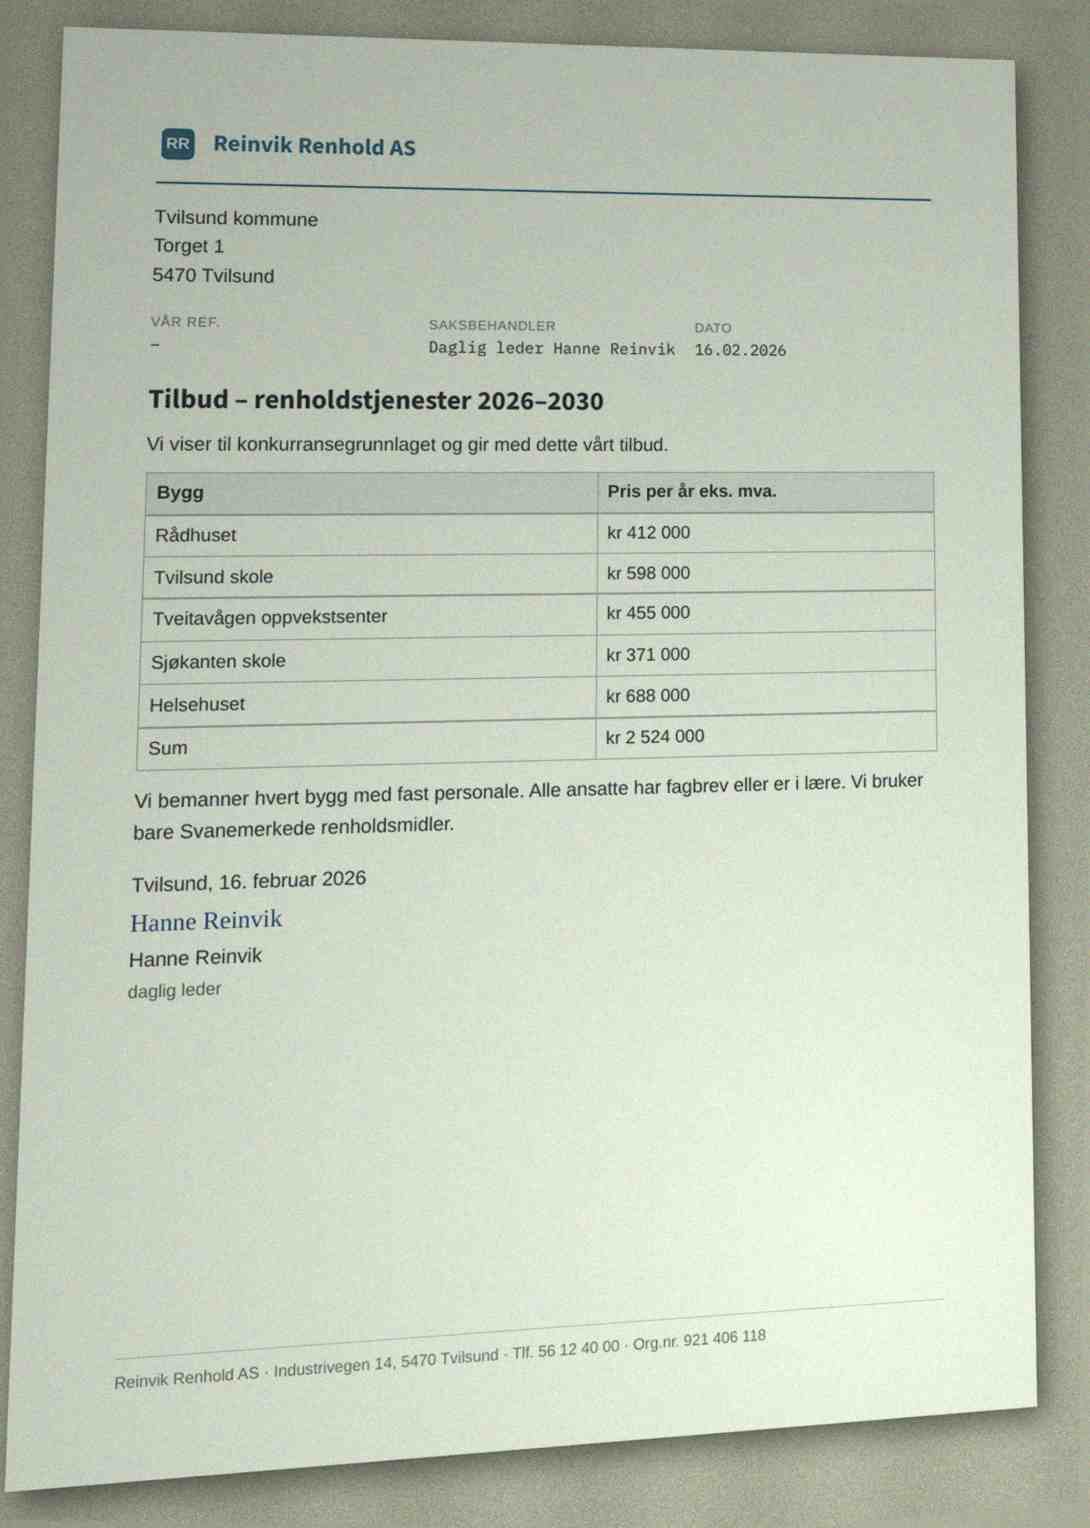 RR Reinvik Renhold AS
Tvilsund kommune
Torget 1
5470 Tvilsund
VÅR REF. SAKSBEHANDLER DATO
– Daglig leder Hanne Reinvik 16.02.2026
Tilbud – renholdstjenester 2026–2030
Vi viser til konkurransegrunnlaget og gir med dette vårt tilbud.
Bygg Pris per år eks. mva.
Rådhuset kr 412 000
Tvilsund skole kr 598 000
Tveitavågen oppvekstsenter kr 455 000
Sjøkanten skole kr 371 000
Helsehuset kr 688 000
Sum kr 2 524 000
Vi bemanner hvert bygg med fast personale. Alle ansatte har fagbrev eller er i lære. Vi bruker
bare Svanemerkede renholdsmidler.
Tvilsund, 16. februar 2026
Hanne Reinvik
Hanne Reinvik
daglig leder
Reinvik Renhold AS · Industrivegen 14, 5470 Tvilsund · Tlf. 56 12 40 00 · Org.nr. 921 406 118